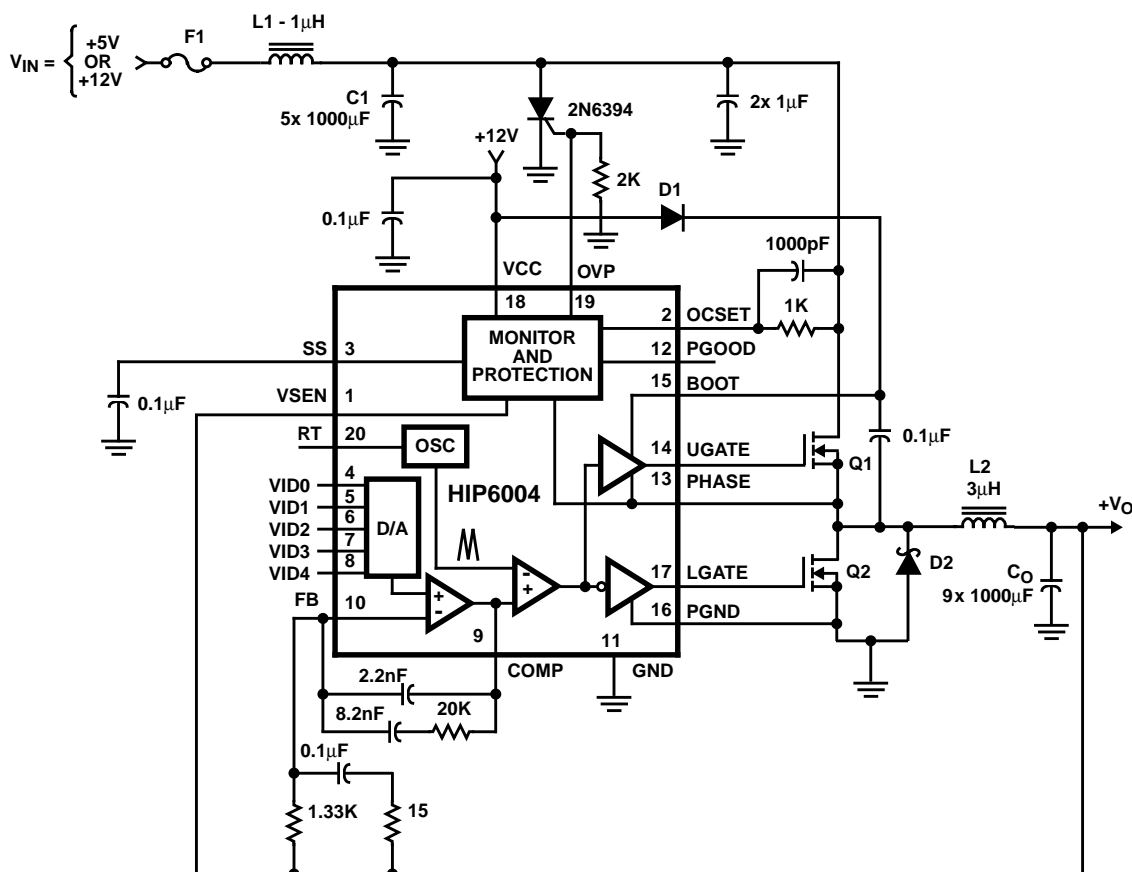 L1 - 1µH
F1
V_IN =
+5V
OR
+12V
C1
5x 1000µF
2N6394
2x 1µF
+12V
2K
D1
0.1µF
1000pF
VCC
OVP
18
19
2
OCSET
1K
MONITOR
AND
PROTECTION
SS
3
12
PGOOD
15
BOOT
VSEN
1
0.1µF
0.1µF
RT
20
OSC
14
UGATE
Q1
L2
3µH
13
PHASE
+V_O
VID0
4
VID1
5
VID2
6
VID3
7
VID4
8
D/A
HIP6004
+
-
-
+
17
LGATE
Q2
D2
C_O
9x 1000µF
FB
10
9
11
16
PGND
COMP
GND
2.2nF
8.2nF
20K
0.1µF
1.33K
15